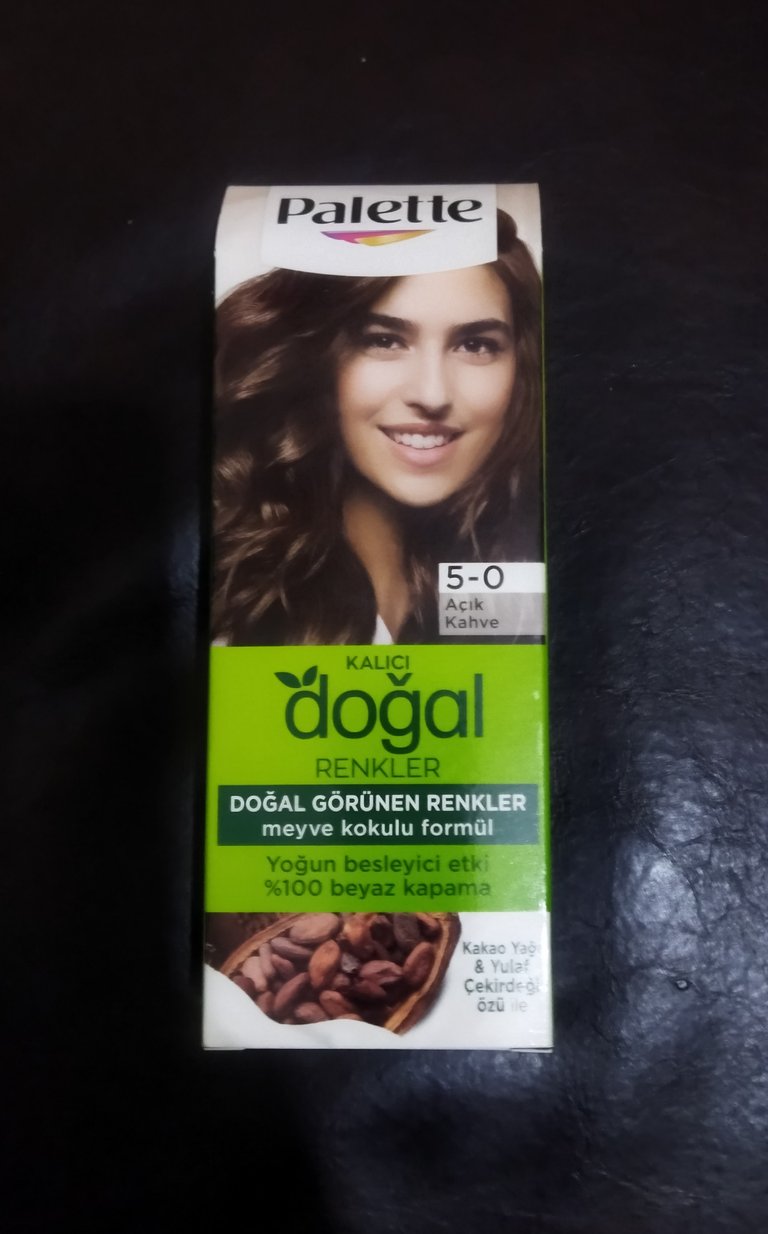 Palette
5-0
Açık
Kahve
KALICI
doğal
RENKLER
DOĞAL GÖRÜNEN RENKLER
meyve kokulu formül
Yoğun besleyici etki
%100 beyaz kapama
Kakao Yağı
& Yulaf
Çekirdeği
özü ile